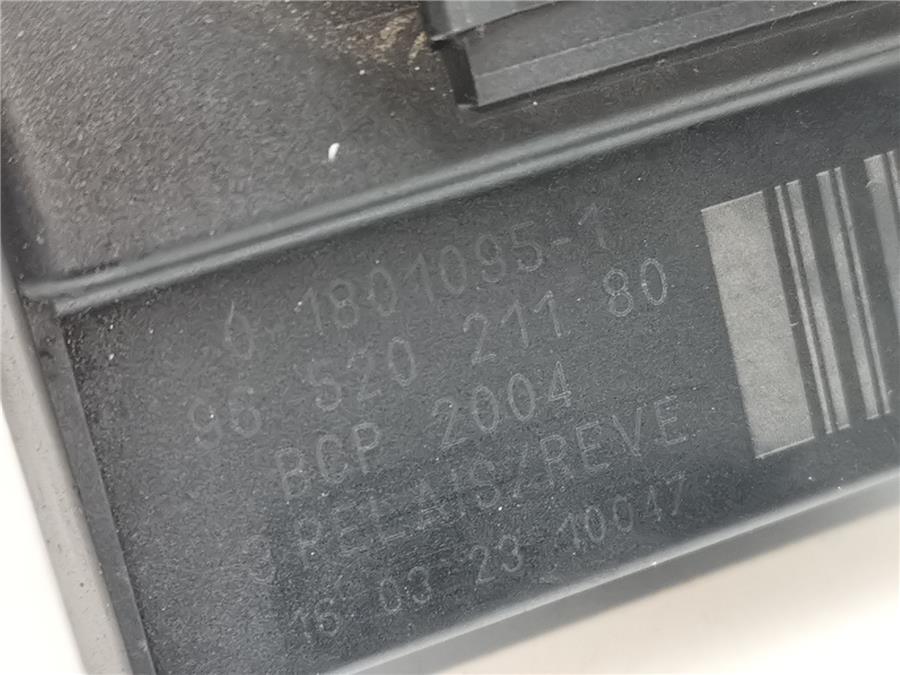 0-1801095-1
96 520 211 80
BCP 2004
3 RELAIS/REVE
16 03 23 10047